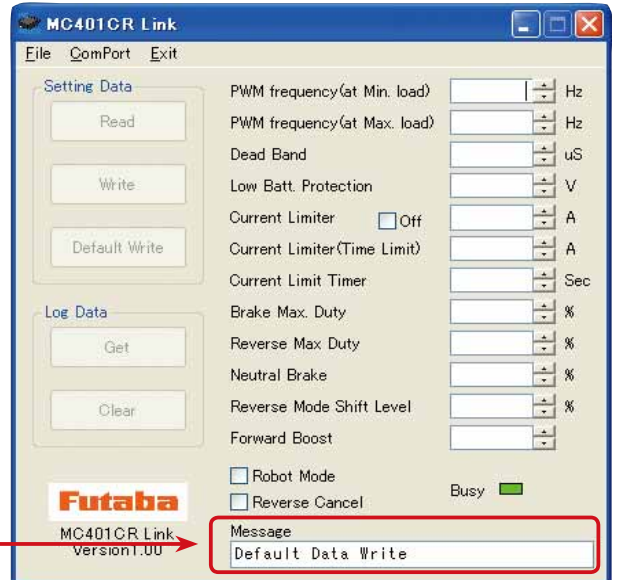 MC401CR Link
File ComPort Exit
Setting Data
Read
Write
Default Write
Log Data
Get
Clear
PWM frequency(at Min. load) Hz
PWM frequency(at Max. load) Hz
Dead Band uS
Low Batt. Protection V
Current Limiter Off A
Current Limiter(Time Limit) A
Current Limit Timer Sec
Brake Max. Duty %
Reverse Max Duty %
Neutral Brake %
Reverse Mode Shift Level %
Forward Boost
Robot Mode
Reverse Cancel
Busy
Futaba
MC401CR Link
Version1.00
Message
Default Data Write